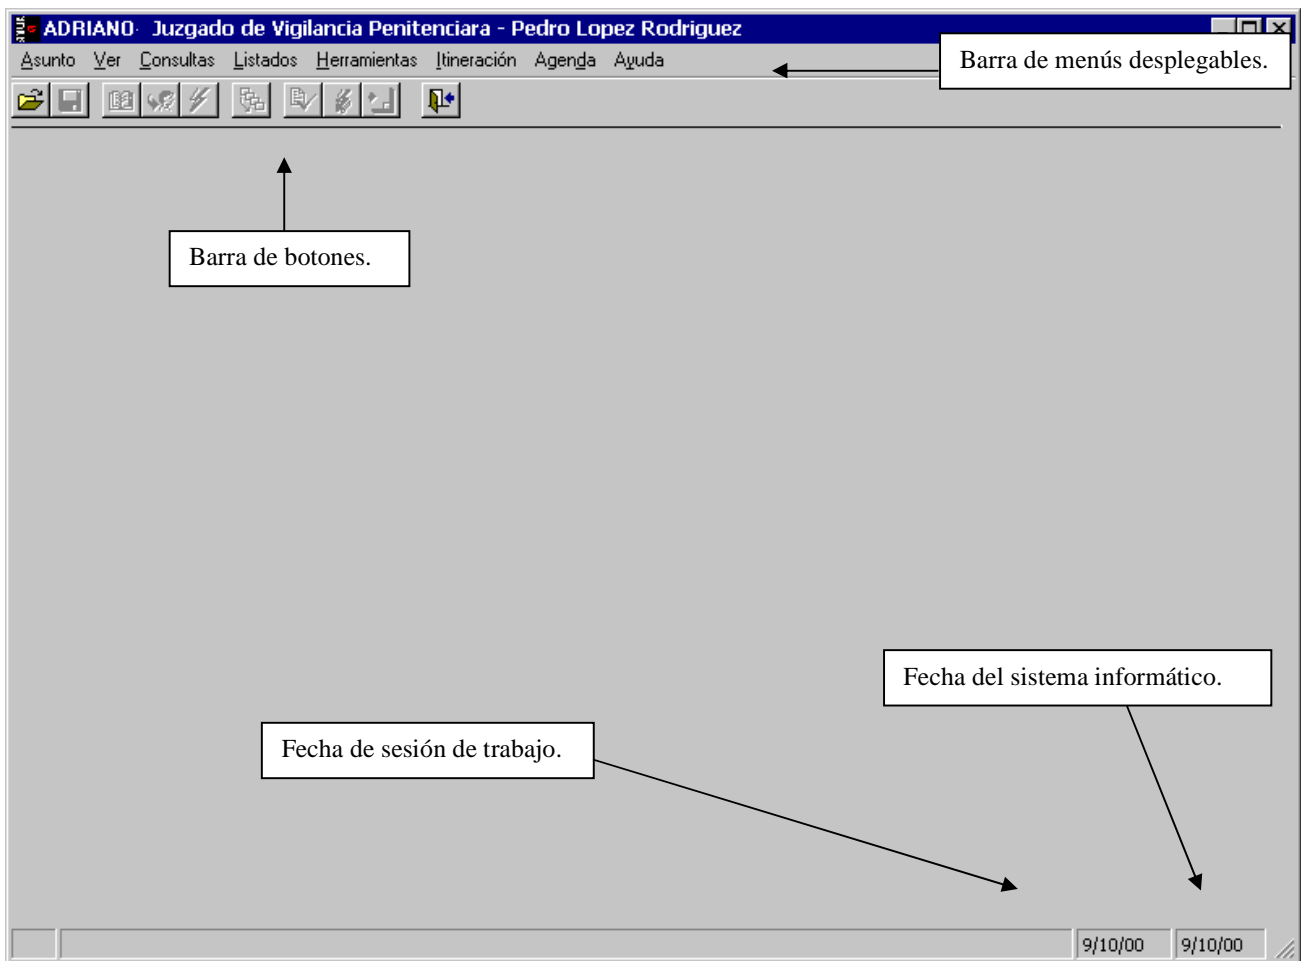 ADRIANO- Juzgado de Vigilancia Penitenciara - Pedro Lopez Rodriguez
Asunto Ver Consultas Listados Herramientas Itineración Agenda Ayuda
Barra de menús desplegables.
Barra de botones.
Fecha del sistema informático.
Fecha de sesión de trabajo.
9/10/00 9/10/00